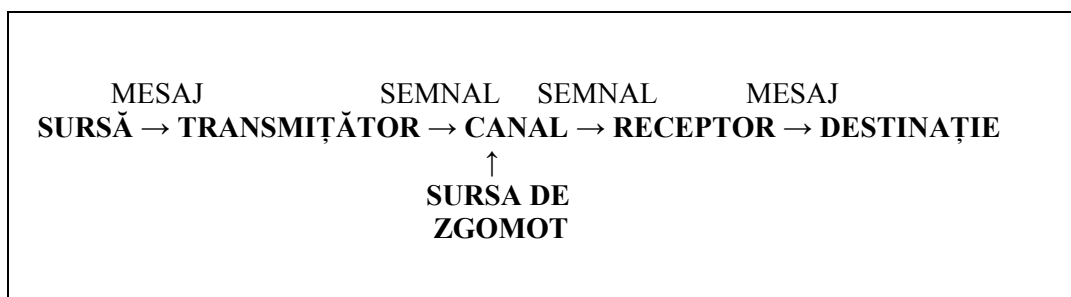 MESAJ SEMNAL SEMNAL MESAJ
SURSĂ → TRANSMIȚĂTOR → CANAL → RECEPTOR → DESTINAȚIE
↑
SURSA DE
ZGOMOT